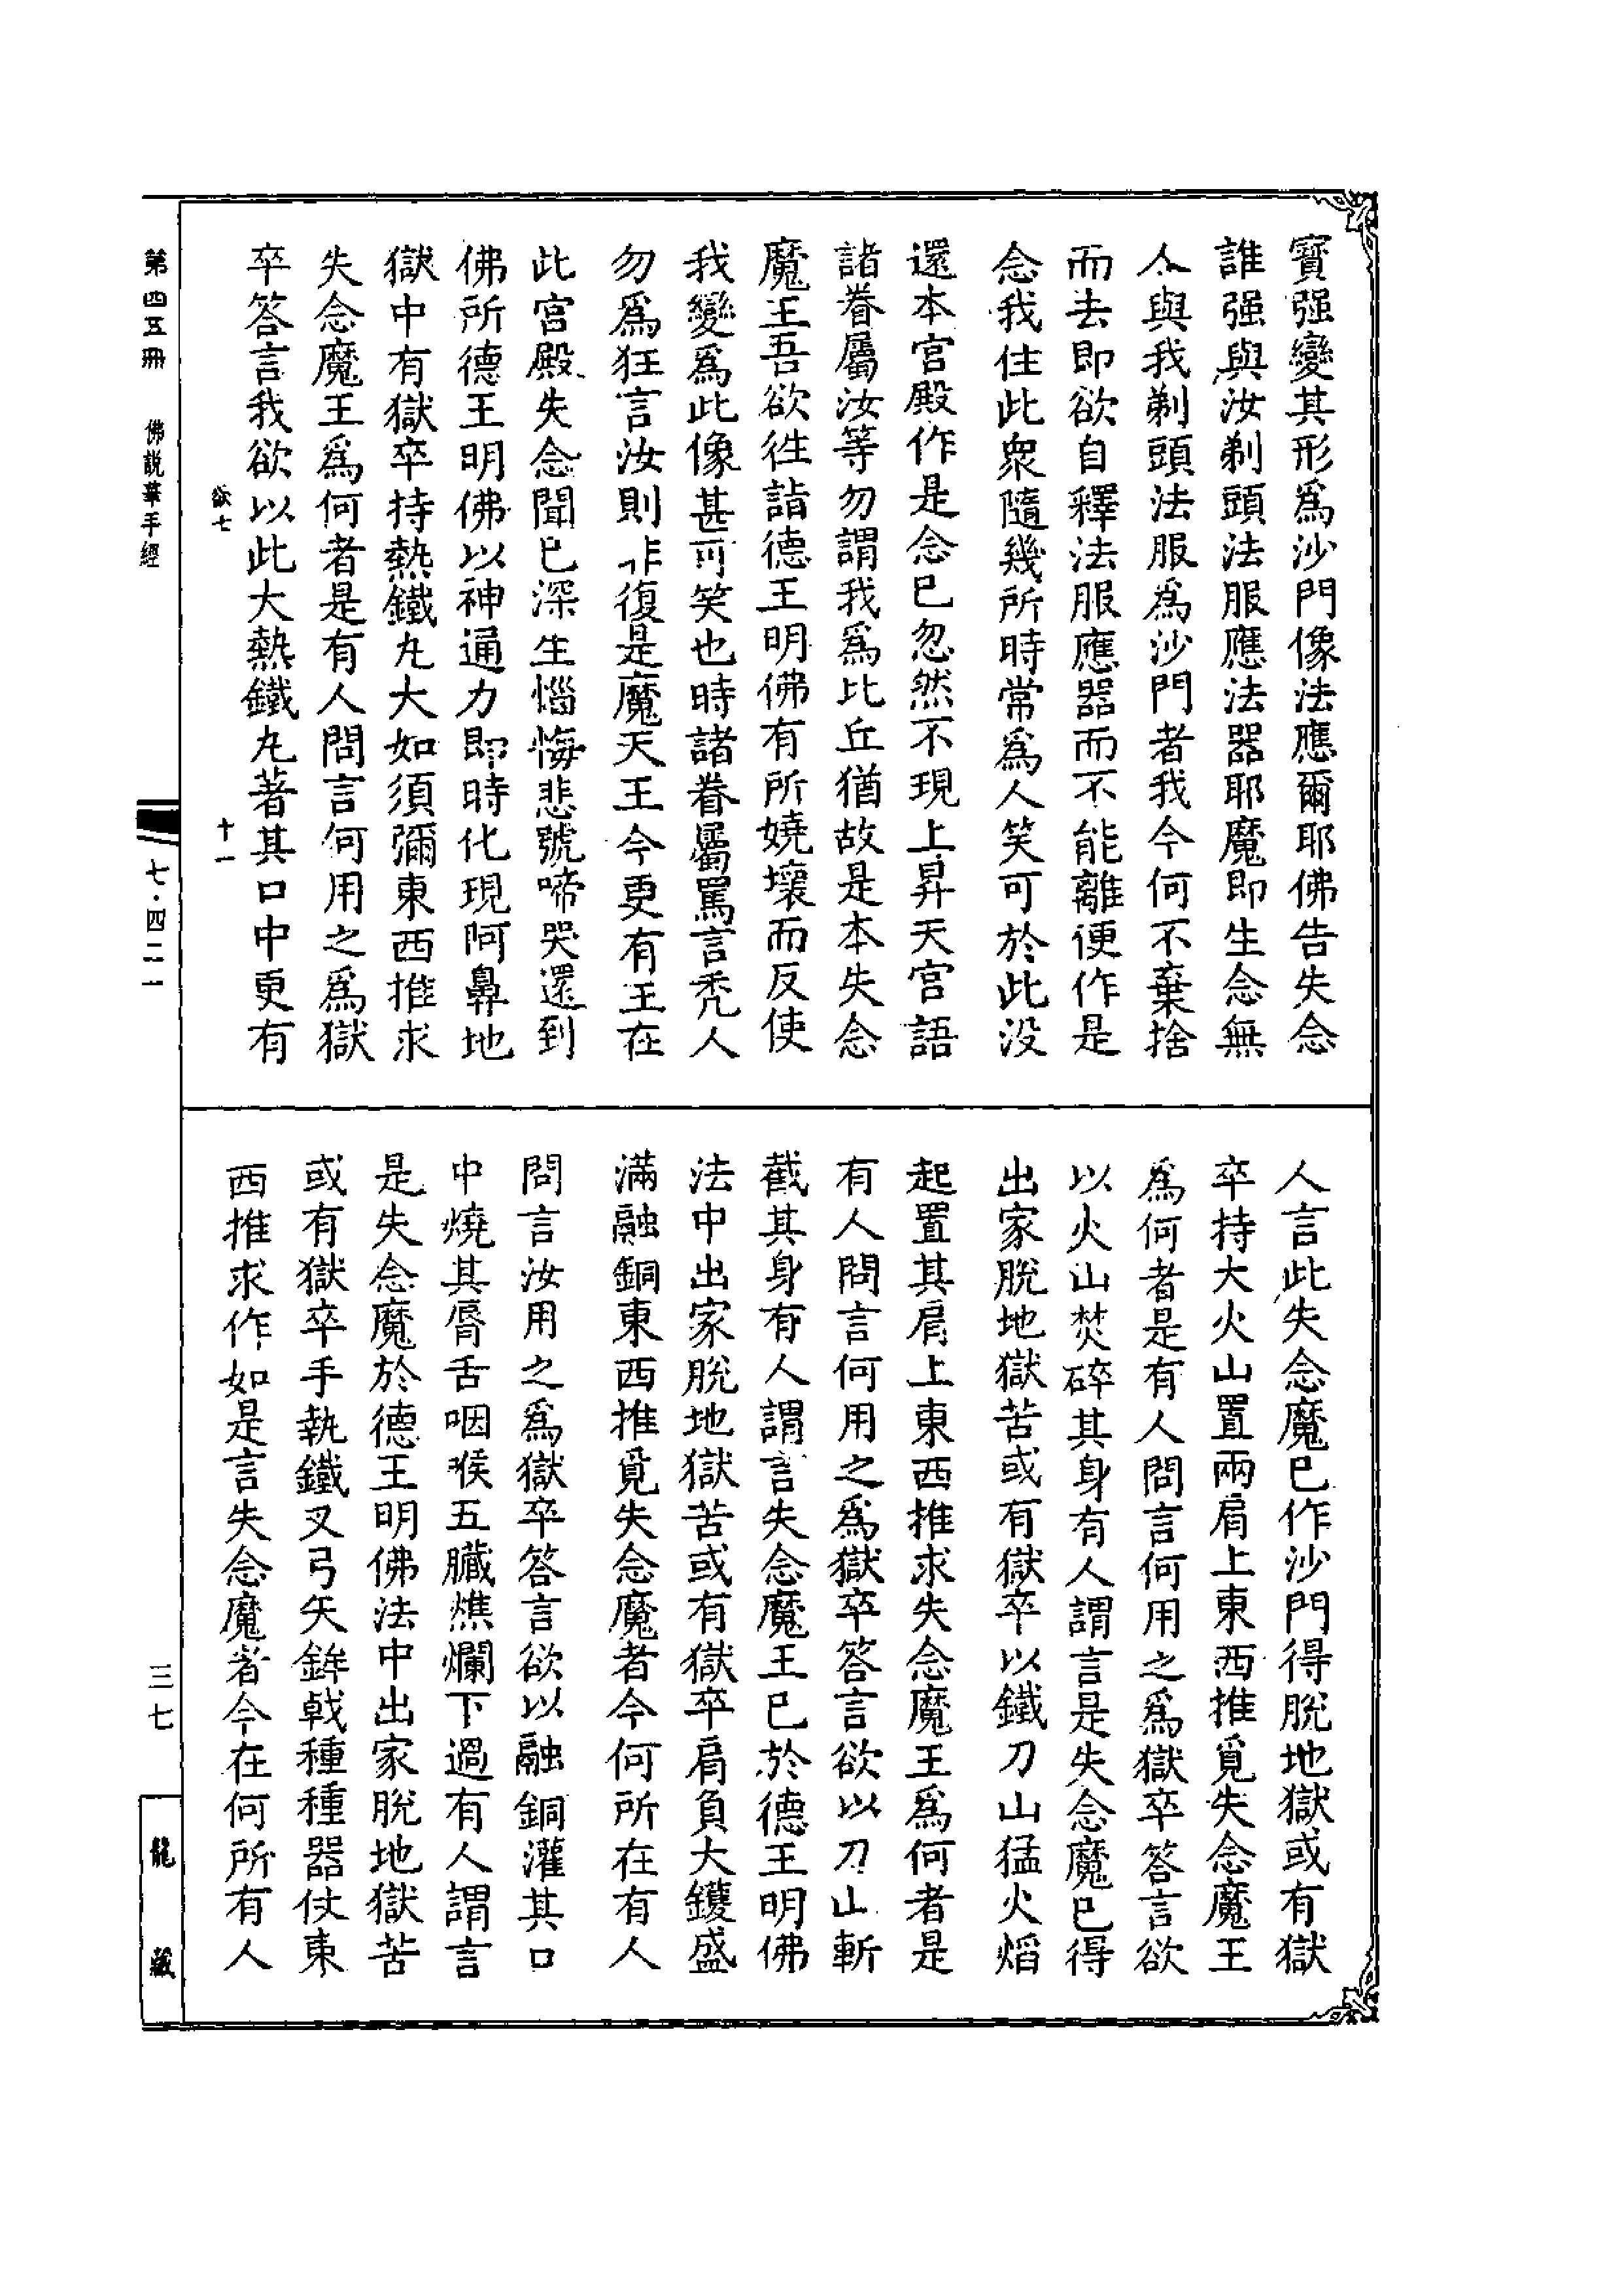 寶强變其形爲沙門像法應爾耶佛告失念
誰强與汝剃頭法服應法器耶魔即生念無
人與我剃頭法服爲沙門者我今何不棄捨
而去即欲自釋法服應器而不能離便作是
念我住此衆隨幾所時常爲人笑可於此没
還本宮殿作是念已忽然不現上昇天宮語
諸眷屬汝等勿謂我爲比丘猶故是本失念
魔王吾欲往詣德王明佛有所嬈壞而反使
我變爲此像甚可笑也時諸眷屬罵言禿人
勿爲狂言汝則非復是魔天王今更有王在
此宮殿失念聞已深生惱悔悲號啼哭還到
佛所德王明佛以神通力即時化現阿鼻地
獄中有獄卒持熱鐵丸大如須彌東西推求
失念魔王爲何者是有人問言何用之爲獄
卒答言我欲以此大熱鐵丸著其口中更有
人言此失念魔已作沙門得脫地獄或有獄
卒持大火山置兩肩上東西推覓失念魔王
爲何者是有人問言何用之爲獄卒答言欲
以火山焚碎其身有人謂言是失念魔已得
出家脫地獄苦或有獄卒以鐵刀山猛火焰
起置其肩上東西推求失念魔王爲何者是
有人問言何用之爲獄卒答言欲以刀山斬
截其身有人謂言失念魔王已於德王明佛
法中出家脫地獄苦或有獄卒肩負大鑊盛
滿融銅東西推覓失念魔者今何所在有人
問言汝用之爲獄卒答言欲以融銅灌其口
中燒其脣舌咽喉五臟燋爛下過有人謂言
是失念魔於德王明佛法中出家脫地獄苦
或有獄卒手執鐵叉弓矢鉾戟種種器仗東
西推求作如是言失念魔者今在何所有人
欲七
十一
第四五冊
佛說華手經
七·四二一
三七
龍藏